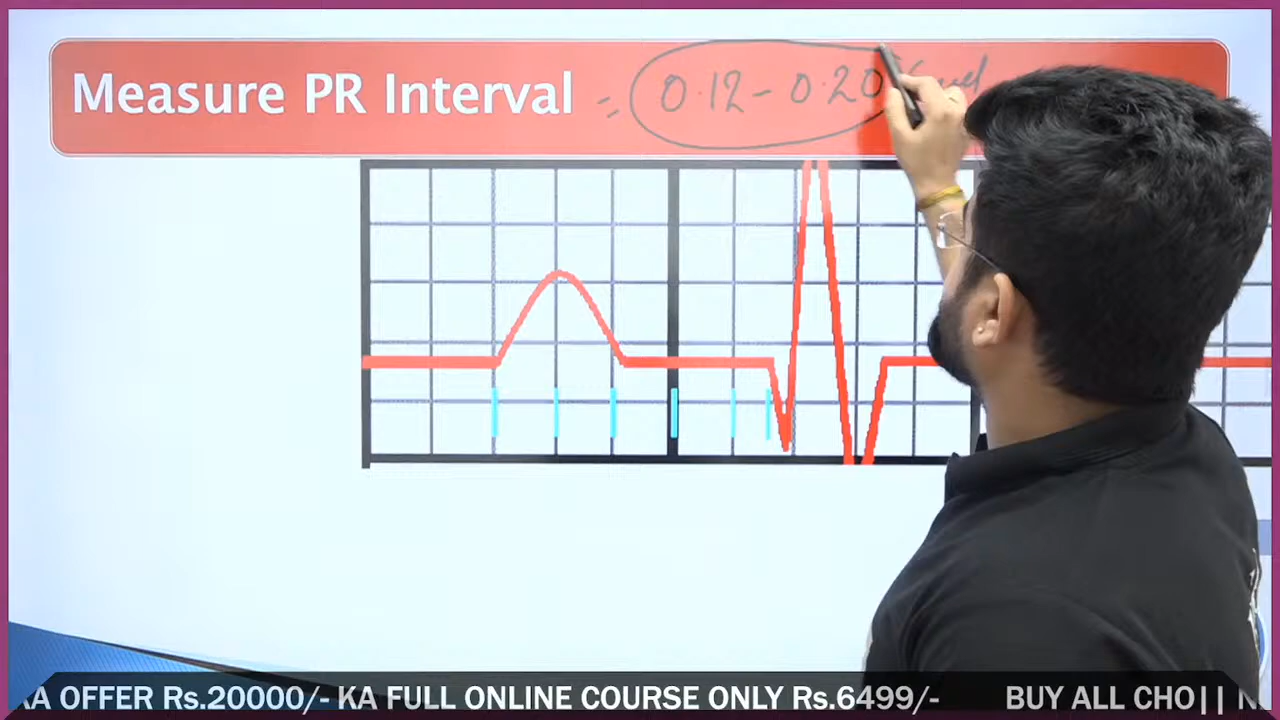 Measure PR Interval = 0.12 - 0.20
KA OFFER Rs.20000/- KA FULL ONLINE COURSE ONLY Rs.6499/- BUY ALL CHO||